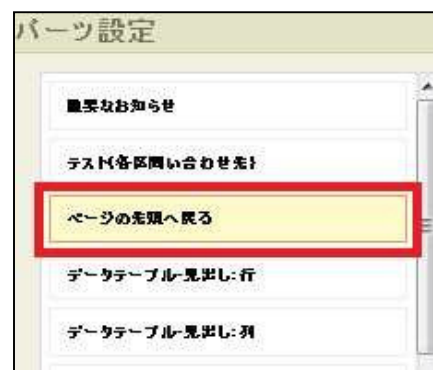 パーツ設定
重要なお知らせ
テスト(各区問い合わせ先)
ページの先頭へ戻る
データテーブル-見出し:行
データテーブル-見出し:列